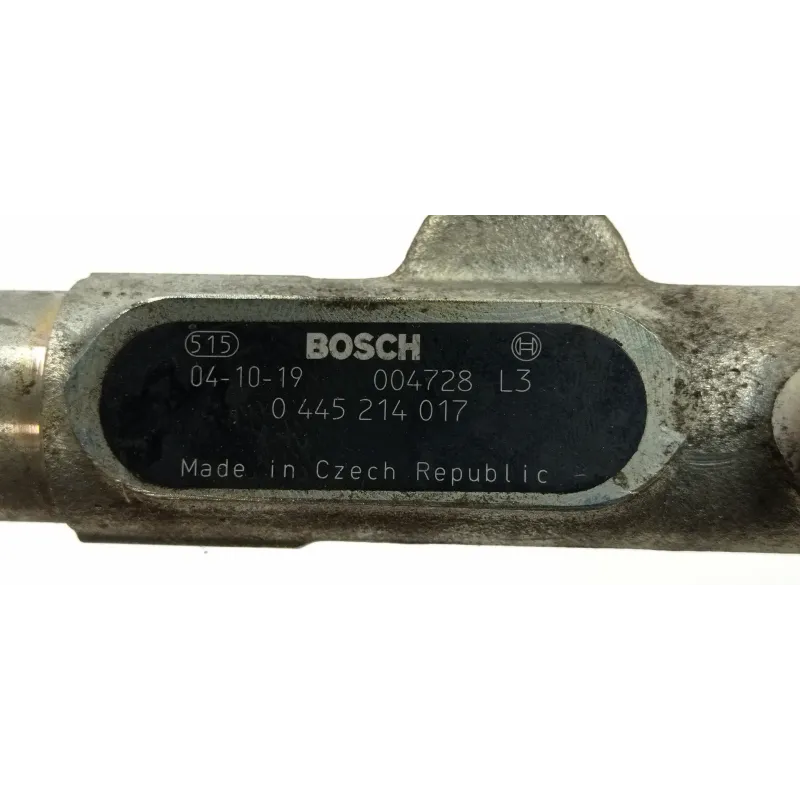 515 BOSCH
04-10-19 004728 L3
0 445 214 017
Made in Czech Republic